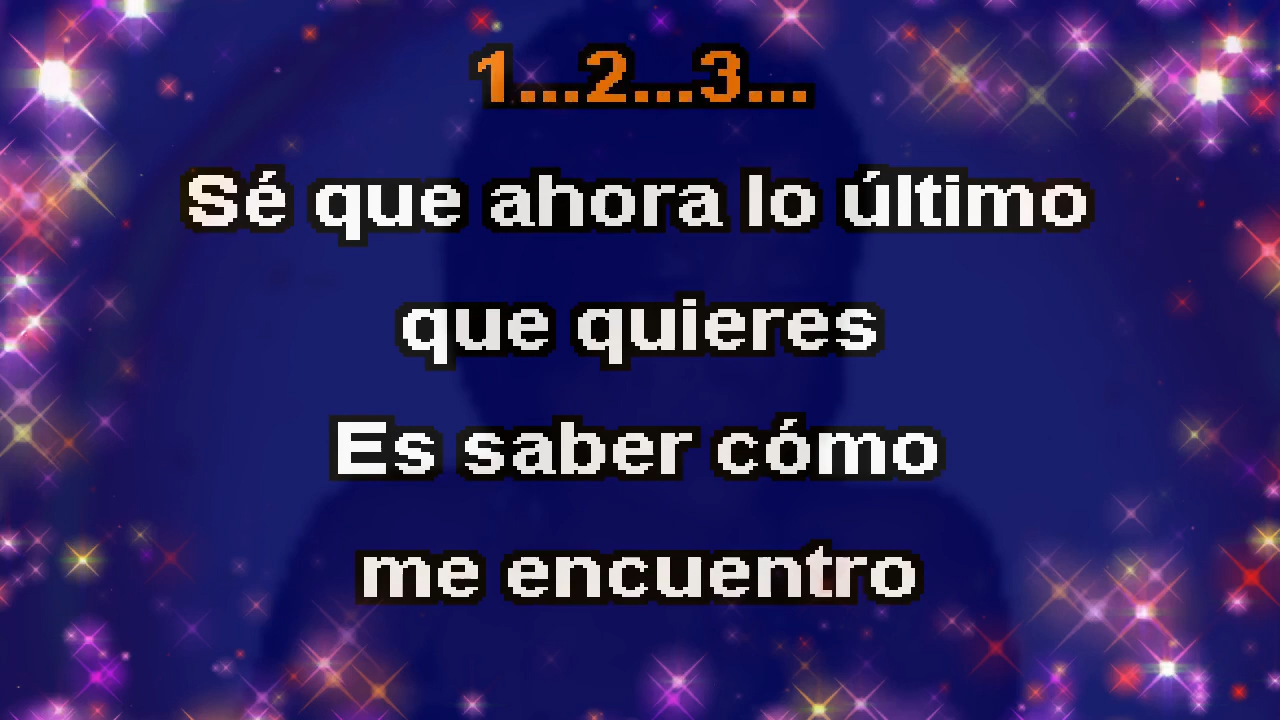 1...2...3...
Sé que ahora lo último
que quieres
Es saber cómo
me encuentro